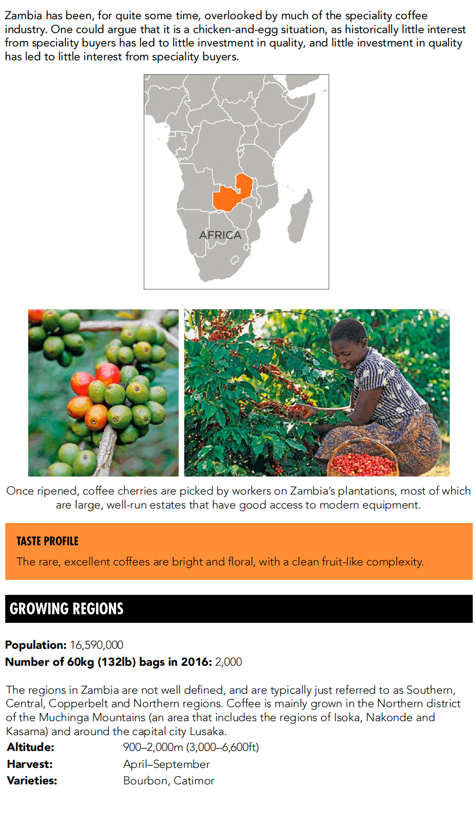 Zambia has been, for quite some time, overlooked by much of the speciality coffee
industry. One could argue that it is a chicken-and-egg situation, as historically little interest
from speciality buyers has led to little investment in quality, and little investment in quality
has led to little interest from speciality buyers.
AFRICA
Once ripened, coffee cherries are picked by workers on Zambia's plantations, most of which
are large, well-run estates that have good access to modern equipment.
TASTE PROFILE
The rare, excellent coffees are bright and floral, with a clean fruit-like complexity.
GROWING REGIONS
Population: 16,590,000
Number of 60kg (132lb) bags in 2016: 2,000
The regions in Zambia are not well defined, and are typically just referred to as Southern,
Central, Copperbelt and Northern regions. Coffee is mainly grown in the Northern district
of the Muchinga Mountains (an area that includes the regions of Isoka, Nakonde and
Kasama) and around the capital city Lusaka.
Altitude: 900–2,000m (3,000–6,600ft)
Harvest: April–September
Varieties: Bourbon, Catimor